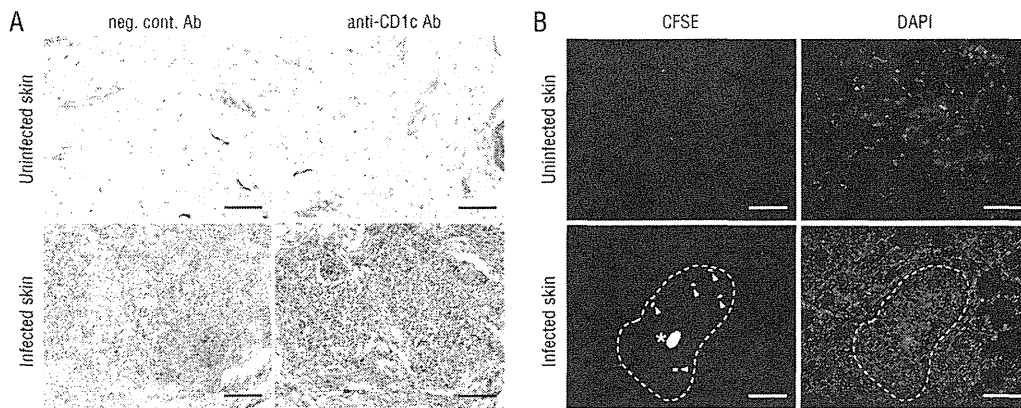 A
neg. cont. Ab
anti-CD1c Ab
Uninfected skin
Infected skin
B
CFSE
DAPI
Uninfected skin
Infected skin
*